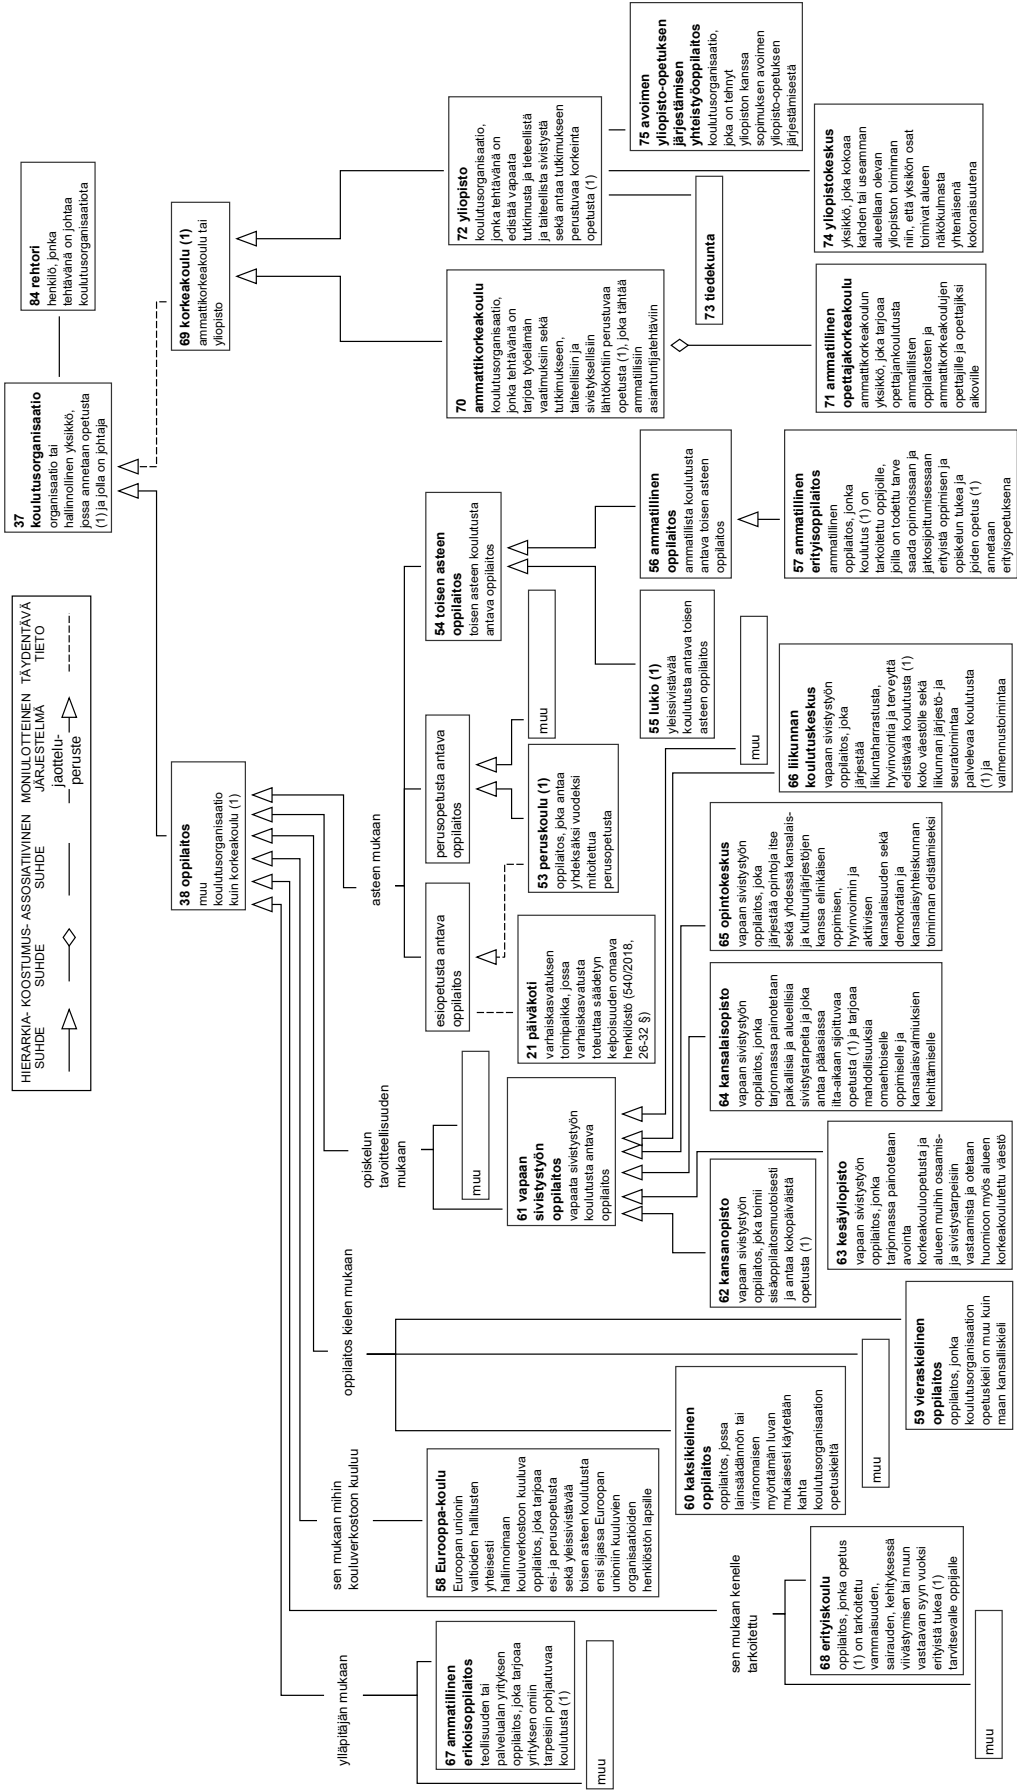 HIERARKIA-
SUHDE
KOOSTUMUS-
SUHDE
ASSOSIATIIVINEN
SUHDE
MONIULOTTEINEN
JÄRJESTELMÄ
jaottelu-
peruste
TÄYDENTÄVÄ
TIETO
37
koulutusorganisaatio
organisaatio tai
hallinnollinen yksikkö,
jossa annetaan opetusta
(1) ja jolla on johtaja
84 rehtori
henkilö, jonka
tehtävänä on johtaa
koulutusorganisaatiota
38 oppilaitos
muu
koulutusorganisaatio
kuin korkeakoulu (1)
69 korkeakoulu (1)
ammattikorkeakoulu tai
yliopisto
ylläpitäjän mukaan
sen mukaan mihin
kouluverkostoon kuuluu
oppilaitos kielen mukaan
opiskelun
tavoitteellisuuden
mukaan
asteen mukaan
67 ammatillinen
erikoisoppilaitos
teollisuuden tai
palvelualan yrityksen
oppilaitos, joka tarjoaa
yrityksen omiin
tarpeisiin pohjautuvaa
koulutusta (1)
muu
58 Eurooppa-koulu
Euroopan unionin
valtioiden hallitusten
yhteisesti
hallinnoimaan
kouluverkostoon kuuluva
oppilaitos, joka tarjoaa
esi- ja perusopetusta
sekä yleissivistävää
toisen asteen koulutusta
ensi sijassa Euroopan
unioniin kuuluvien
organisaatioiden
henkilöstön lapsille
muu
61 vapaan
sivistystyön
oppilaitos
vapaata sivistystyön
koulutusta antava
oppilaitos
esiopetusta antava
oppilaitos
perusopetusta antava
oppilaitos
54 toisen asteen
oppilaitos
toisen asteen koulutusta
antava oppilaitos
21 päiväkoti
varhaiskasvatuksen
toimipaikka, jossa
varhaiskasvatusta
toteuttaa säädetyn
kelpoisuuden omaava
henkilöstö (540/2018,
26-32 §)
53 peruskoulu (1)
oppilaitos, joka antaa
yhdeksäksi vuodeksi
mitoitettua
perusopetusta
muu
70
ammattikorkeakoulu
koulutusorganisaatio,
jonka tehtävänä on
tarjota työelämän
vaatimuksiin sekä
tutkimukseen,
taiteellisiin ja
sivistyksellisiin
lähtökohtiin perustuvaa
opetusta (1), joka tähtää
ammatillisiin
asiantuntijatehtäviin
72 yliopisto
koulutusorganisaatio,
jonka tehtävänä on
edistää vapaata
tutkimusta ja tieteellistä
ja taiteellista sivistystä
sekä antaa tutkimukseen
perustuvaa korkeinta
opetusta (1)
55 lukio (1)
yleissivistävää
koulutusta antava toisen
asteen oppilaitos
56 ammatillinen
oppilaitos
ammatillista koulutusta
antava toisen asteen
oppilaitos
73 tiedekunta
75 avoimen
yliopisto-opetuksen
järjestämisen
yhteistyöoppilaitos
koulutusorganisaatio,
joka on tehnyt
yliopiston kanssa
sopimuksen avoimen
yliopisto-opetuksen
järjestämisestä
sen mukaan kenelle
tarkoitettu
60 kaksikielinen
oppilaitos
oppilaitos, jossa
lainsäädännön tai
viranomaisen
myöntämän luvan
mukaisesti käytetään
kahta
koulutusorganisaation
opetuskieltä
62 kansanopisto
vapaan sivistystyön
oppilaitos, joka toimii
sisäoppilaitosmuotoisesti
ja antaa kokopäiväistä
opetusta (1)
64 kansalaisopisto
vapaan sivistystyön
oppilaitos, jonka
tarjonnassa painotetaan
paikallisia ja alueellisia
sivistystarpeita ja joka
antaa pääasiassa
ilta-aikaan sijoittuvaa
opetusta (1) ja tarjoaa
mahdollisuuksia
omaehtoiselle
oppimiselle ja
kansalaisvalmiuksien
kehittämiselle
65 opintokeskus
vapaan sivistystyön
oppilaitos, joka
järjestää opintoja itse
sekä yhdessä kansalais-
ja kulttuurijärjestöjen
kanssa elinikäisen
oppimisen,
hyvinvoinnin ja
aktiivisen
kansalaisuuden sekä
demokratian ja
kansalaisyhteiskunnan
toiminnan edistämiseksi
muu
66 liikunnan
koulutuskeskus
vapaan sivistystyön
oppilaitos, joka
järjestää
liikuntaharrastusta,
hyvinvointia ja terveyttä
edistävää koulutusta (1)
koko väestölle sekä
liikunnan järjestö- ja
seuratoimintaa
palvelevaa koulutusta
(1) ja
valmennustoimintaa
57 ammatillinen
erityisoppilaitos
ammatillinen
oppilaitos, jonka
koulutus (1) on
tarkoitettu oppijoille,
joilla on todettu tarve
saada opinnoissaan ja
jatkosijoittumisessaan
erityistä oppimisen ja
opiskelun tukea ja
joiden opetus (1)
annetaan
erityisopetuksena
71 ammatillinen
opettajakorkeakoulu
ammattikorkeakoulun
yksikkö, joka tarjoaa
opettajankoulutusta
ammatillisten
oppilaitosten ja
ammattikorkeakoulujen
opettajille ja opettajiksi
aikoville
74 yliopistokeskus
yksikkö, joka kokoaa
kahden tai useamman
alueellaan olevan
yliopiston toiminnan
niin, että yksikön osat
toimivat alueen
näkökulmasta
yhtenäisenä
kokonaisuutena
68 erityiskoulu
oppilaitos, jonka opetus
(1) on tarkoitettu
vammaisuuden,
sairauden, kehityksessä
viivästymisen tai muun
vastaavan syyn vuoksi
erityistä tukea (1)
tarvitsevalle oppijalle
muu
muu
63 kesäyliopisto
vapaan sivistystyön
oppilaitos, jonka
tarjonnassa painotetaan
avointa
korkeakouluopetusta ja
alueen muihin osaamis-
ja sivistystarpeisiin
vastaamista ja otetaan
huomioon myös alueen
korkeakoulutettu väestö
59 vieraskielinen
oppilaitos
oppilaitos, jonka
koulutusorganisaation
opetuskieli on muu kuin
maan kansalliskieli